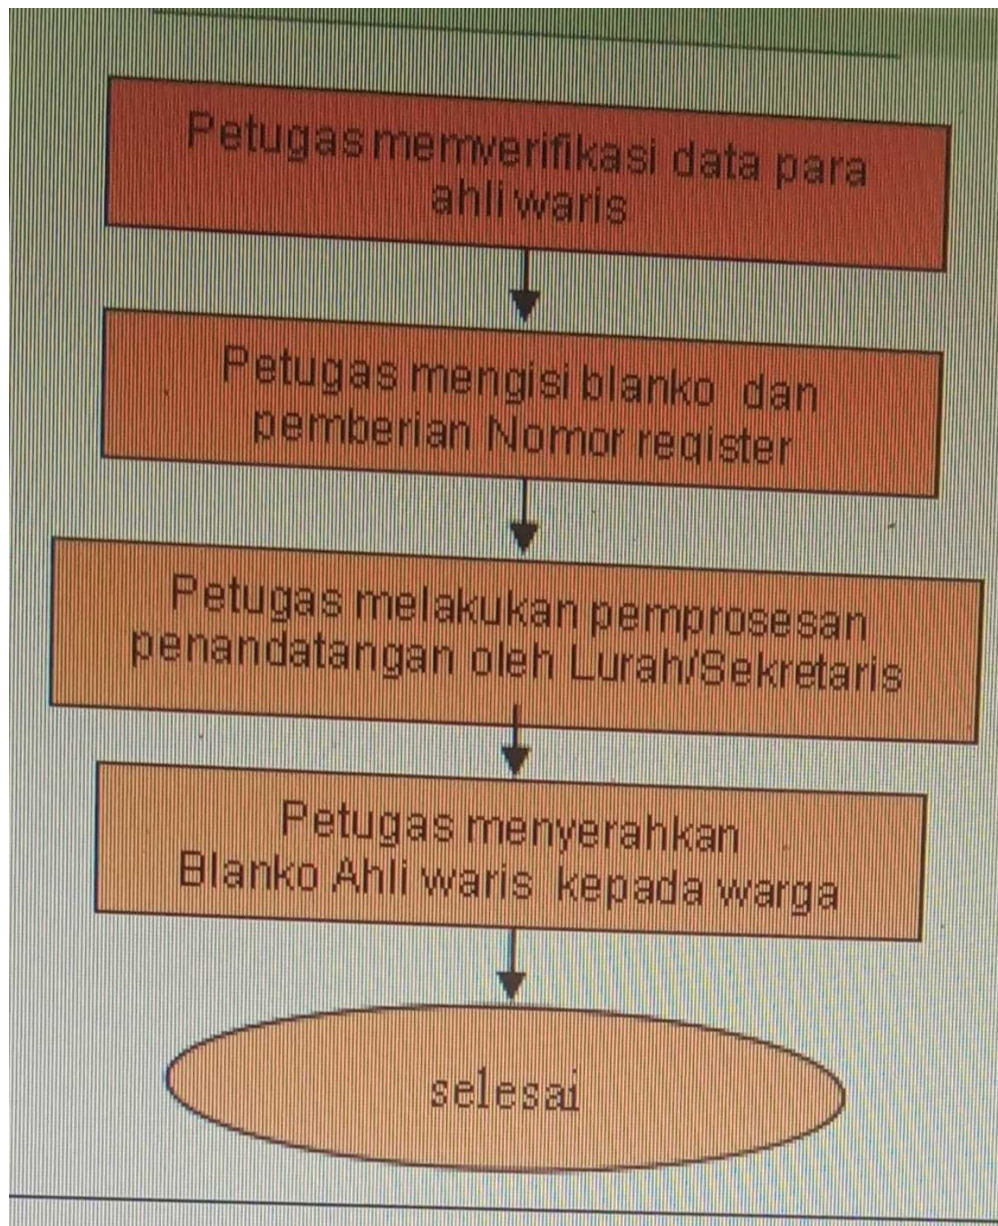 Petugas memverifikasi data para
ahli waris
Petugas mengisi blanko dan
pemberian Nomor register
Petugas melakukan pemprosesan
penandatangan oleh Lurah/Sekretaris
Petugas menyerahkan
Blanko Ahli waris kepada warga
selesai